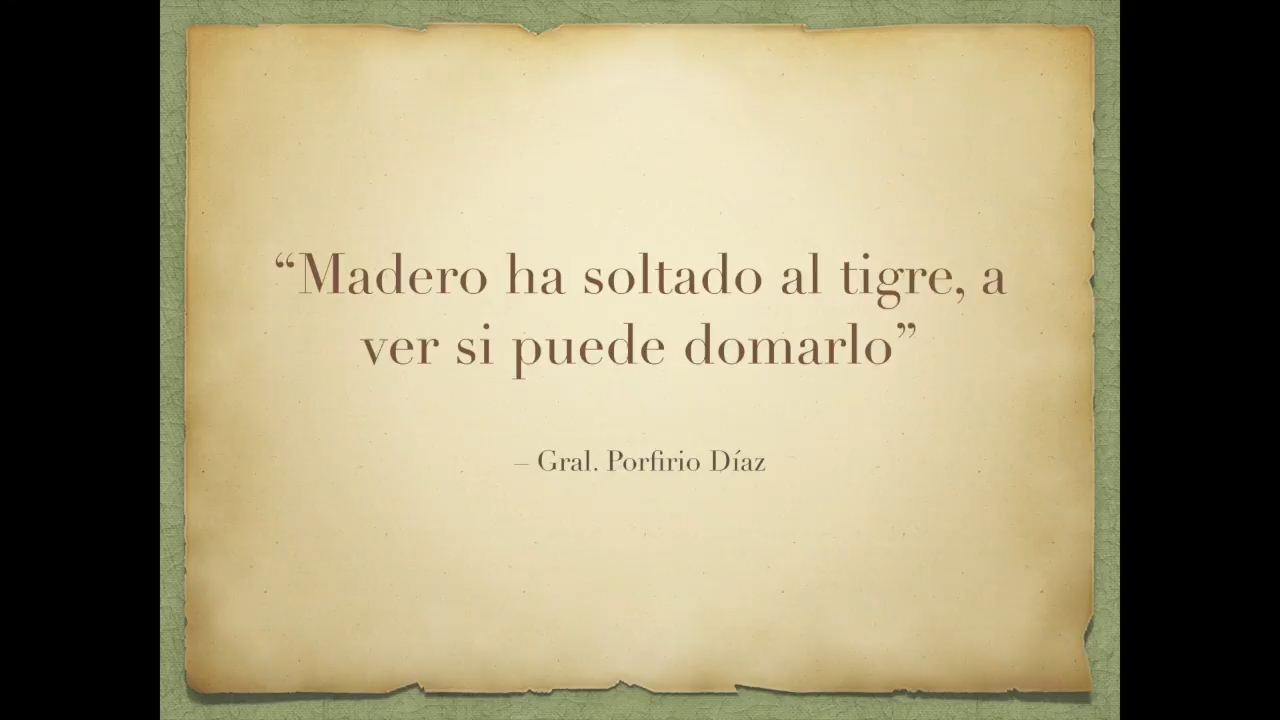 “Madero ha soltado al tigre, a
ver si puede domarlo”
– Gral. Porfirio Díaz